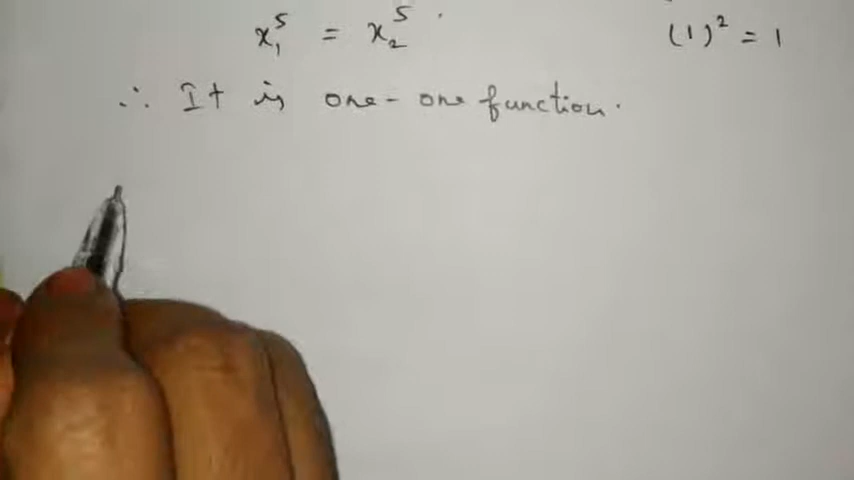 x₁⁵ = x₂⁵ .
(1)² = 1
∴ It is one-one function.